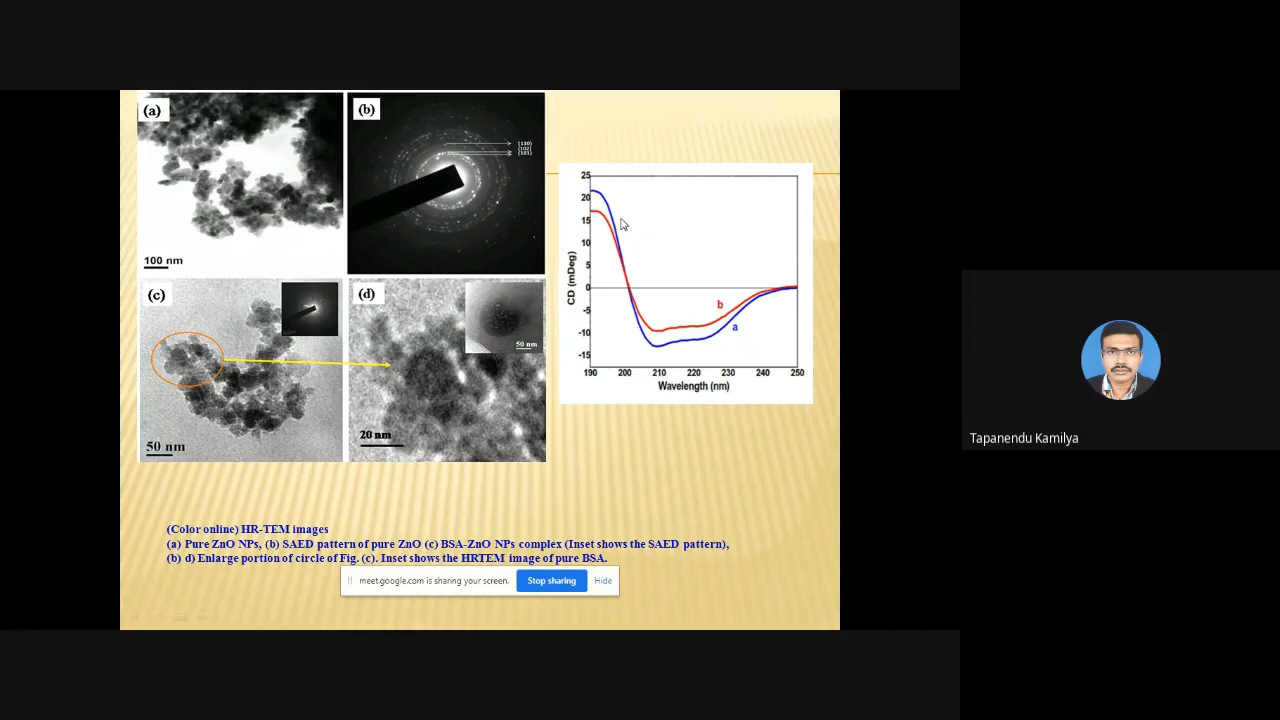 (a)
100 nm
(b)
(110)
(102)
(101)
(c)
50 nm
(d)
50 nm
20 nm
25
20
15
10
5
0
-5
-10
-15
CD (mDeg)
b
a
190 200 210 220 230 240 250
Wavelength (nm)
(Color online) HR-TEM images
(a) Pure ZnO NPs, (b) SAED pattern of pure ZnO (c) BSA-ZnO NPs complex (Inset shows the SAED pattern),
(b) d) Enlarge portion of circle of Fig. (c). Inset shows the HRTEM image of pure BSA.
meet.google.com is sharing your screen. Stop sharing Hide
Tapanendu Kamilya